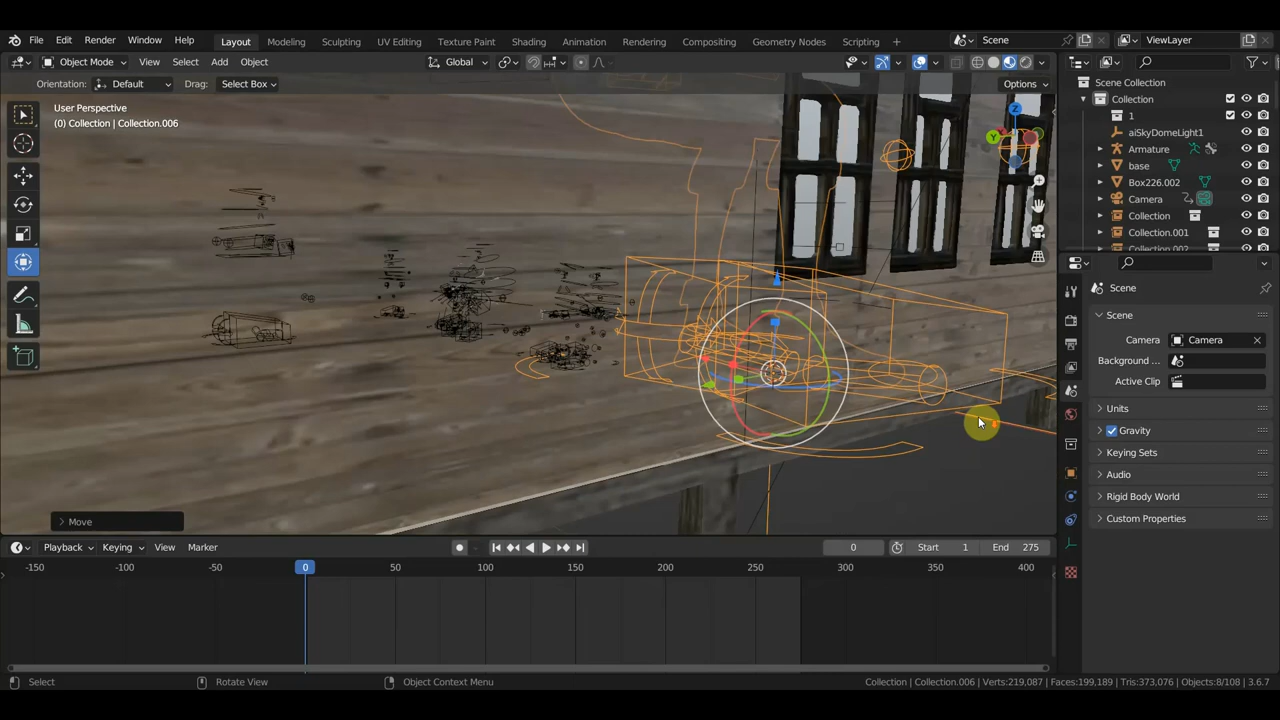 File Edit Render Window Help Layout Modeling Sculpting UV Editing Texture Paint Shading Animation Rendering Compositing Geometry Nodes Scripting + Scene ViewLayer
Object Mode View Select Add Object Global
Orientation: Default Drag: Select Box Options
User Perspective
(0) Collection | Collection.006
Z
Y
Scene Collection
Collection
1
aiSkyDomeLight1
Armature
base
Box226.002
Camera
Collection
Collection.001
Collection.002
Scene
Scene
Camera Camera
Background ...
Active Clip
Units
Gravity
Keying Sets
Audio
Rigid Body World
Custom Properties
Move
Playback Keying View Marker 0 Start 1 End 275
-150 -100 -50 0 50 100 150 200 250 300 350 400
Select Rotate View Object Context Menu Collection | Collection.006 | Verts:219,087 | Faces:199,189 | Tris:373,076 | Objects:8/108 | 3.6.7